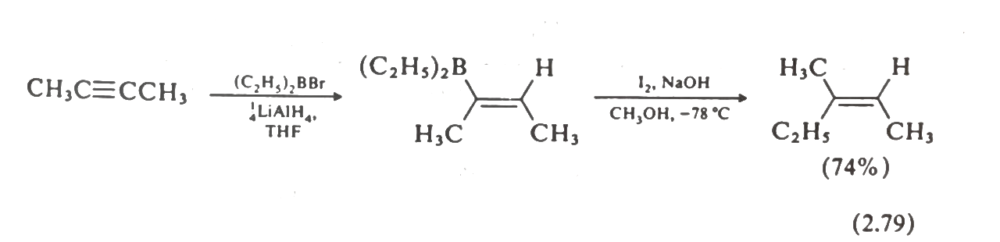 CH₃C≡CCH₃
(C₂H₅)₂BBr
¼LiAlH₄,
THF
(C₂H₅)₂B
H
H₃C
CH₃
I₂, NaOH
CH₃OH, −78 °C
H₃C
H
C₂H₅
CH₃
(74%)
(2.79)